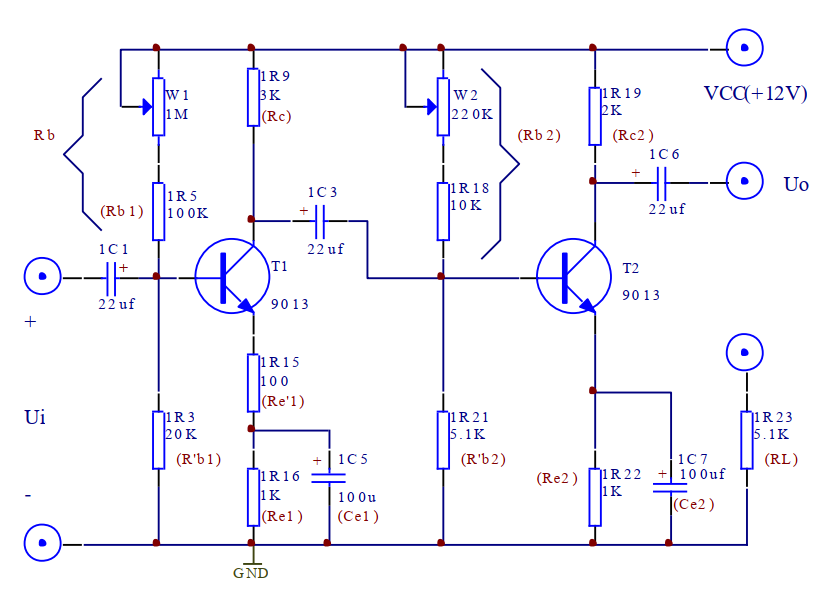 1R9
3K
(Rc)
W1
1M
W2
220K
1R19
2K
(Rc2)
VCC(+12V)
Rb
(Rb2)
1C6
+
22uf
Uo
1R5
100K
(Rb1)
1C3
+
22uf
1R18
10K
1C1
+
22uf
T1
9013
T2
9013
+
1R15
100
(Re'1)
Ui
1R3
20K
(R'b1)
1R21
5.1K
(R'b2)
1R23
5.1K
(RL)
+
1C5
100u
(Ce1)
1R16
1K
(Re1)
(Re2)
1R22
1K
+
1C7
100uf
(Ce2)
-
GND